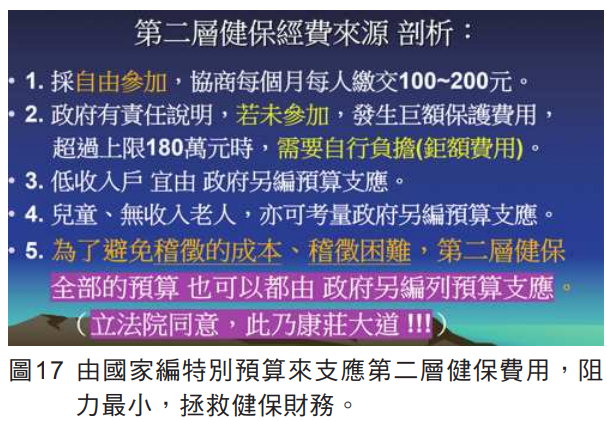 第二層健保經費來源 剖析：
• 1. 採自由參加，協商每個月每人繳交100~200元。
• 2. 政府有責任說明，若未參加，發生巨額保護費用，
超過上限180萬元時，需要自行負擔(鉅額費用)。
• 3. 低收入戶 宜由 政府另編預算支應。
• 4. 兒童、無收入老人，亦可考量政府另編預算支應。
• 5. 為了避免稽徵的成本、稽徵困難，第二層健保
全部的預算 也可以都由 政府另編列預算支應。
（立法院同意，此乃康莊大道 !!!）
圖17 由國家編特別預算來支應第二層健保費用，阻
力最小，拯救健保財務。